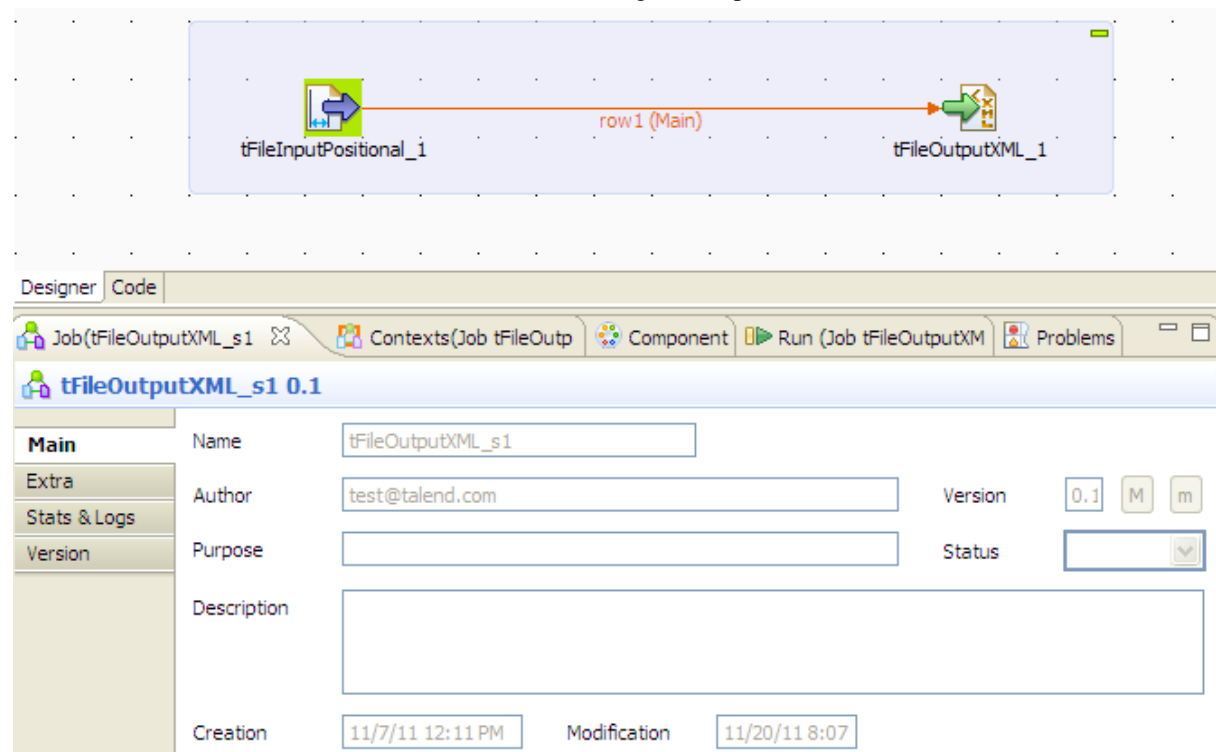 row1 (Main)
tFileInputPositional_1 tFileOutputXML_1
Designer Code
Job(tFileOutputXML_s1 Contexts(Job tFileOutp Component Run (Job tFileOutputXM Problems
tFileOutputXML_s1 0.1
Main Name tFileOutputXML_s1
Extra
Author test@talend.com Version 0.1 M m
Stats & Logs
Version Purpose Status
Description
Creation 11/7/11 12:11 PM Modification 11/20/11 8:07